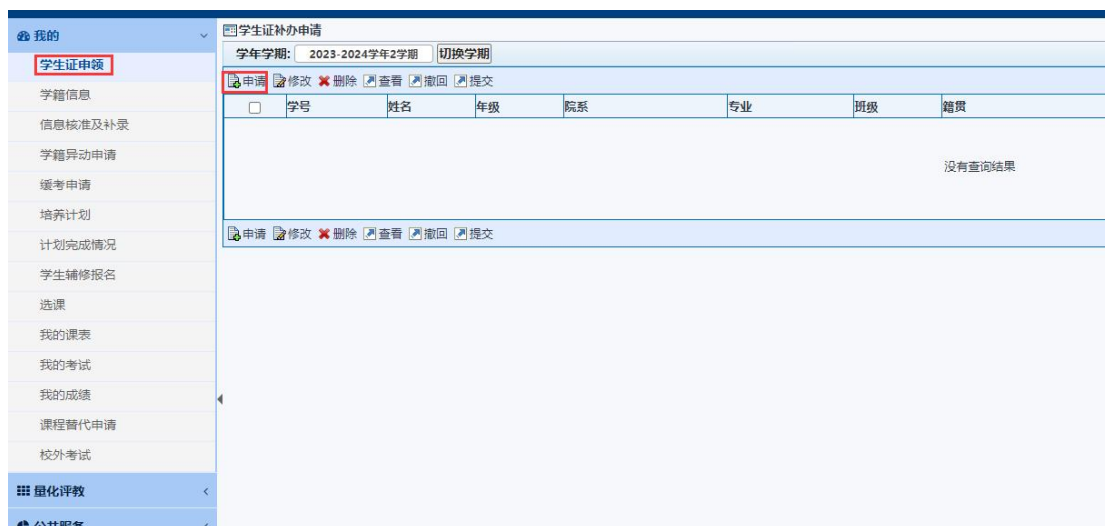 我的
学生证申领
学籍信息
信息核准及补录
学籍异动申请
缓考申请
培养计划
计划完成情况
学生辅修报名
选课
我的课表
我的考试
我的成绩
课程替代申请
校外考试
量化评教
公共服务
学生证补办申请
学年学期: 2023-2024学年2学期 切换学期
申请 修改 删除 查看 撤回 提交
学号 姓名 年级 院系 专业 班级 籍贯
没有查询结果
申请 修改 删除 查看 撤回 提交